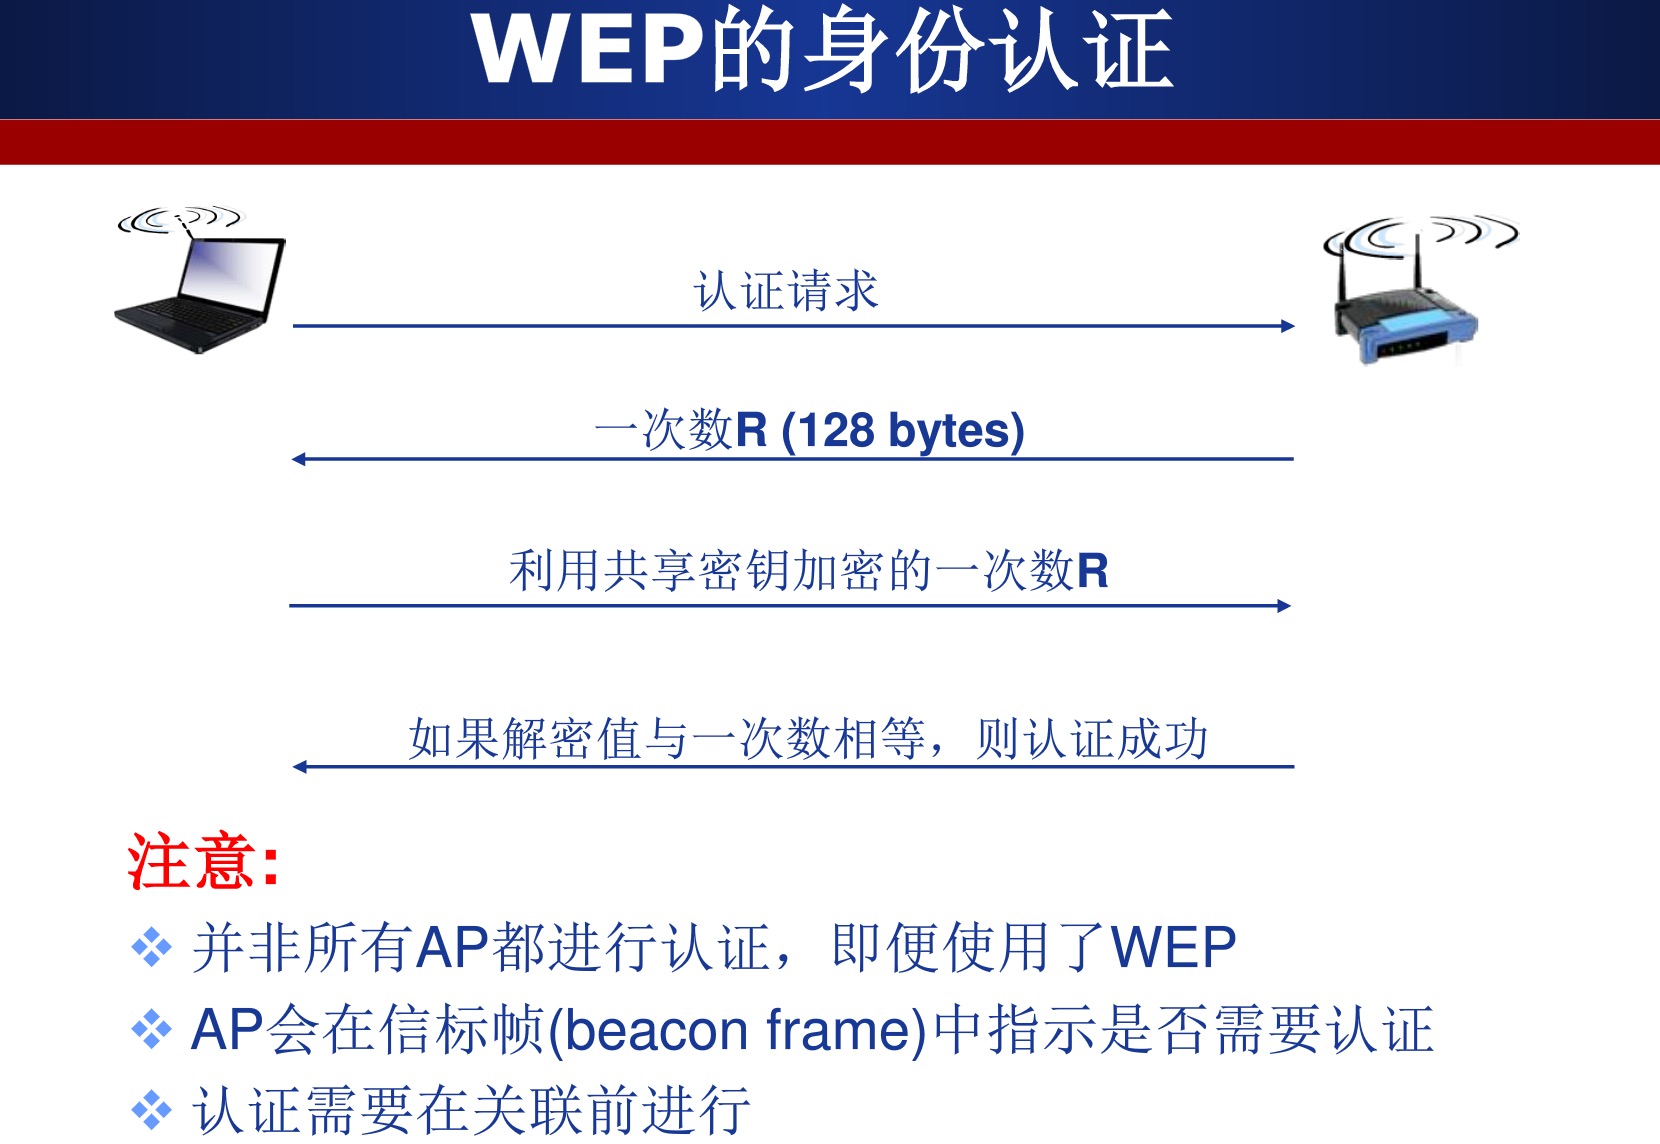 WEP的身份认证
认证请求
一次数R (128 bytes)
利用共享密钥加密的一次数R
如果解密值与一次数相等，则认证成功
注意:
并非所有AP都进行认证，即便使用了WEP
AP会在信标帧(beacon frame)中指示是否需要认证
认证需要在关联前进行